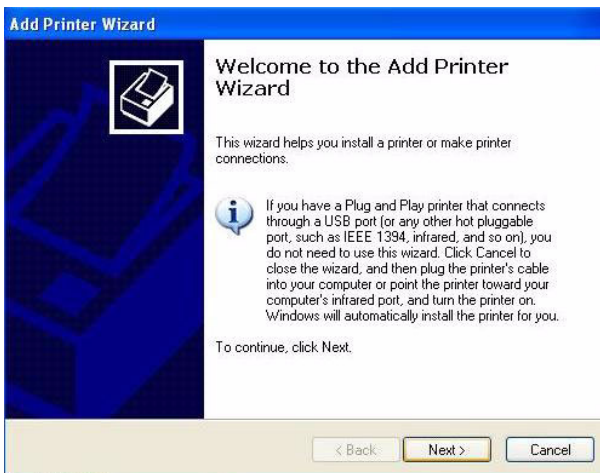 Add Printer Wizard
Welcome to the Add Printer
Wizard
This wizard helps you install a printer or make printer
connections.
If you have a Plug and Play printer that connects
through a USB port (or any other hot pluggable
port, such as IEEE 1394, infrared, and so on), you
do not need to use this wizard. Click Cancel to
close the wizard, and then plug the printer's cable
into your computer or point the printer toward your
computer's infrared port, and turn the printer on.
Windows will automatically install the printer for you.
To continue, click Next.
< Back Next > Cancel